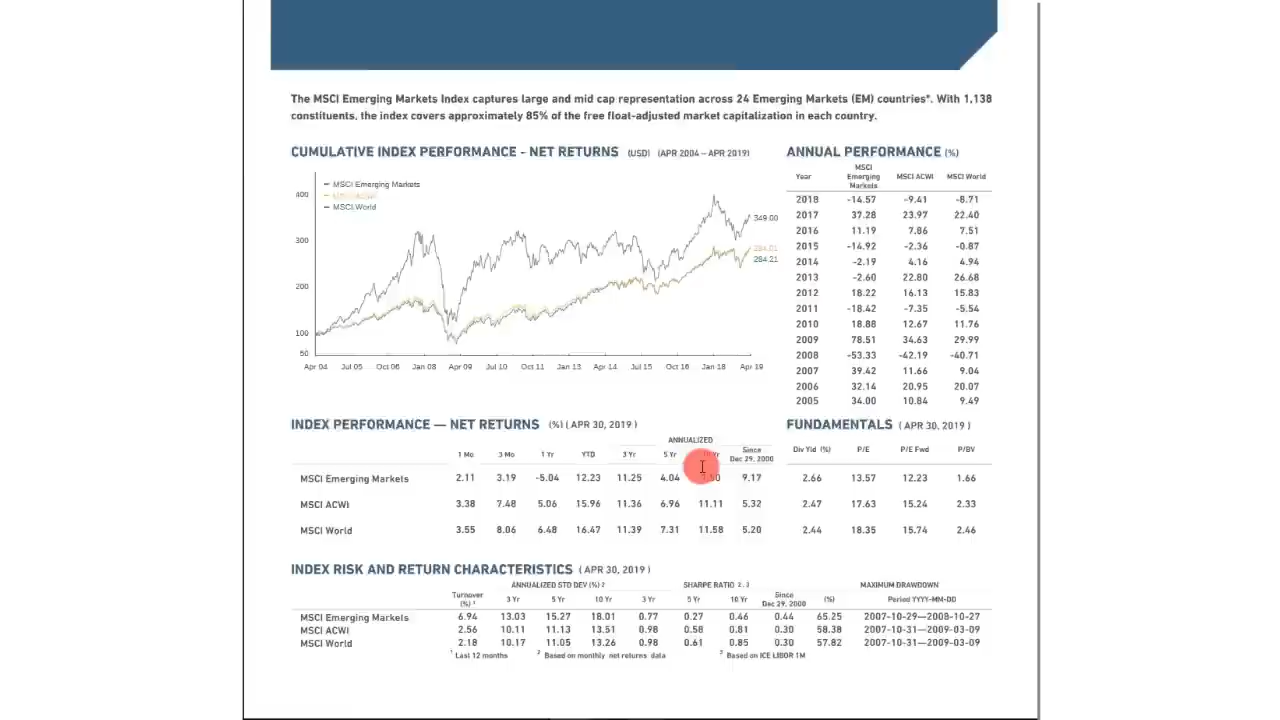 The MSCI Emerging Markets Index captures large and mid cap representation across 24 Emerging Markets (EM) countries*. With 1,138
constituents, the index covers approximately 85% of the free float-adjusted market capitalization in each country.
CUMULATIVE INDEX PERFORMANCE - NET RETURNS (USD) (APR 2004 – APR 2019)
MSCI Emerging Markets
MSCI World
400
300
200
100
50
349.00
264.21
Apr 04 Jul 05 Oct 06 Jan 08 Apr 09 Jul 10 Oct 11 Jan 13 Apr 14 Jul 15 Oct 16 Jan 18 Apr 19
ANNUAL PERFORMANCE (%)
Year MSCI Emerging Markets MSCI ACWI MSCI World
2018 -14.57 -9.41 -8.71
2017 37.28 23.97 22.40
2016 11.19 7.86 7.51
2015 -14.92 -2.36 -0.87
2014 -2.19 4.16 4.94
2013 -2.60 22.80 26.68
2012 18.22 16.13 15.83
2011 -18.42 -7.35 -5.54
2010 18.88 12.67 11.76
2009 78.51 34.63 29.99
2008 -53.33 -42.19 -40.71
2007 39.42 11.66 9.04
2006 32.14 20.95 20.07
2005 34.00 10.84 9.49
INDEX PERFORMANCE — NET RETURNS (%) ( APR 30, 2019 )
ANNUALIZED
1 Mo 3 Mo 1 Yr YTD 3 Yr 5 Yr Since Dec 29, 2000
MSCI Emerging Markets 2.11 3.19 -5.04 12.23 11.25 4.04 9.17
MSCI ACWI 3.38 7.48 5.06 15.96 11.36 6.96 11.11 5.32
MSCI World 3.55 8.06 6.48 16.47 11.39 7.31 11.58 5.20
FUNDAMENTALS ( APR 30, 2019 )
Div Yld (%) P/E P/E Fwd P/BV
2.66 13.57 12.23 1.66
2.47 17.63 15.24 2.33
2.44 18.35 15.74 2.46
INDEX RISK AND RETURN CHARACTERISTICS ( APR 30, 2019 )
ANNUALIZED STD DEV (%) 2 SHARPE RATIO 2 , 3 MAXIMUM DRAWDOWN
Turnover (%) 1 3 Yr 5 Yr 10 Yr 3 Yr 5 Yr 10 Yr Since Dec 29, 2000 (%) Period YYYY-MM-DD
MSCI Emerging Markets 6.94 13.03 15.27 18.01 0.77 0.27 0.46 0.44 65.25 2007-10-29—2008-10-27
MSCI ACWI 2.56 10.11 11.13 13.51 0.98 0.58 0.81 0.30 58.38 2007-10-31—2009-03-09
MSCI World 2.18 10.17 11.05 13.26 0.98 0.61 0.85 0.30 57.82 2007-10-31—2009-03-09
1 Last 12 months 2 Based on monthly net returns data 3 Based on ICE LIBOR 1M